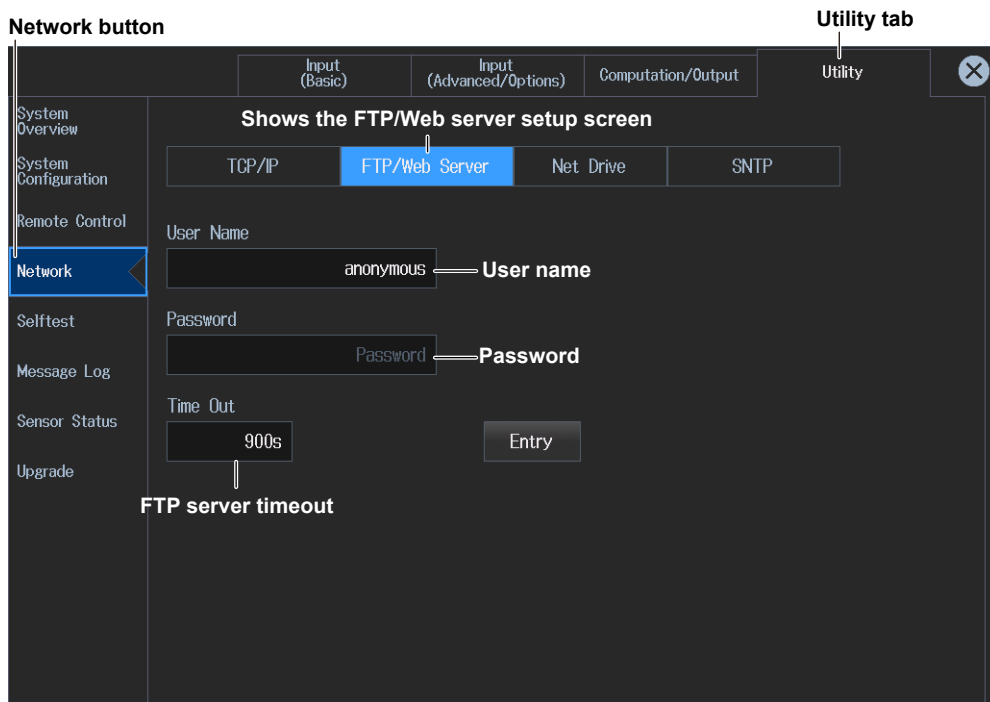 Network button
Utility tab
Input
(Basic)
Input
(Advanced/Options)
Computation/Output
Utility
System
Overview
Shows the FTP/Web server setup screen
System
Configuration
TCP/IP
FTP/Web Server
Net Drive
SNTP
Remote Control
User Name
Network
anonymous
User name
Selftest
Password
Password
Password
Message Log
Time Out
Sensor Status
900s
Entry
Upgrade
FTP server timeout